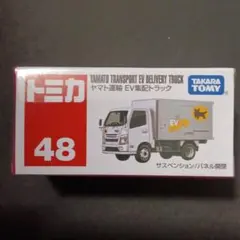 トミカ
YAMATO TRANSPORT EV DELIVERY TRUCK
ヤマト運輸 EV集配トラック
TAKARA TOMY
48
EV
サスペンション/パネル開閉